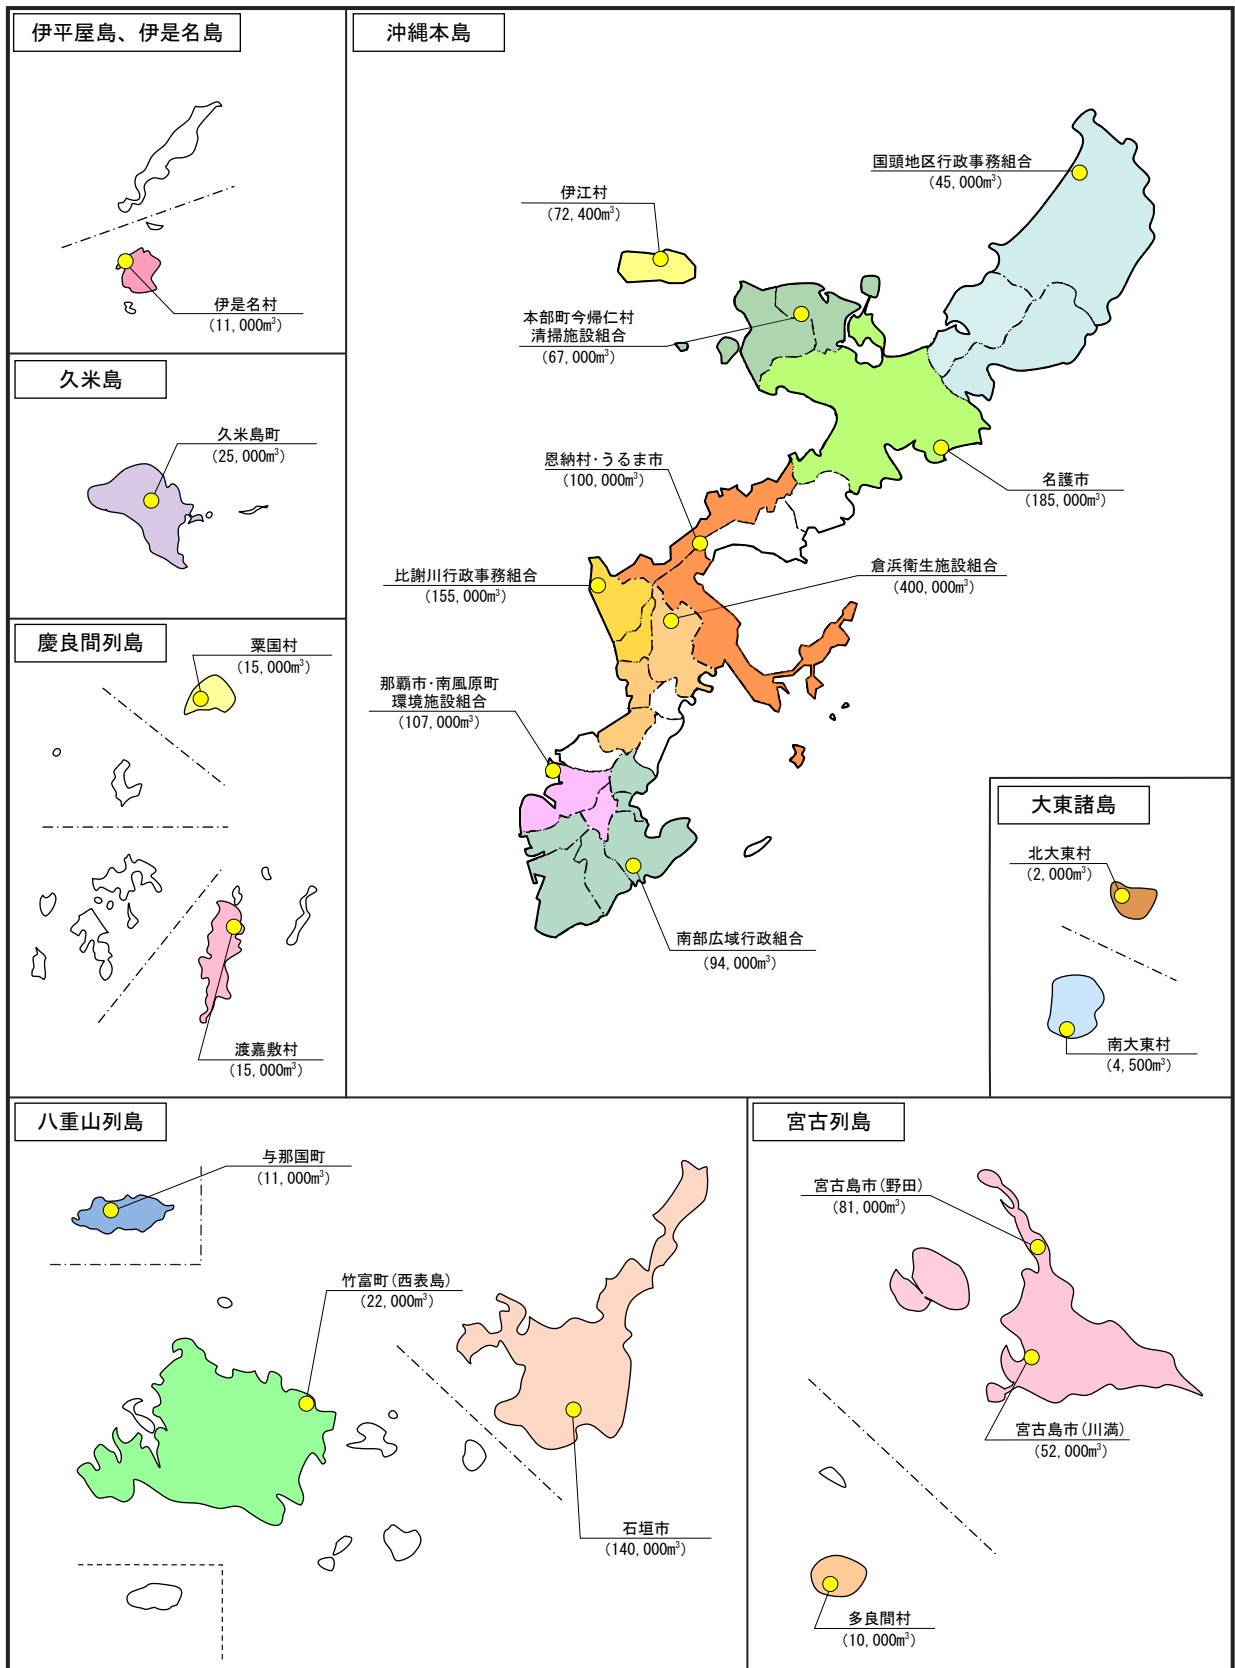 伊平屋島、伊是名島
伊是名村
(11,000m³)
久米島
久米島町
(25,000m³)
慶良間列島
粟国村
(15,000m³)
渡嘉敷村
(15,000m³)
沖縄本島
国頭地区行政事務組合
(45,000m³)
伊江村
(72,400m³)
本部町今帰仁村
清掃施設組合
(67,000m³)
名護市
(185,000m³)
恩納村・うるま市
(100,000m³)
比謝川行政事務組合
(155,000m³)
倉浜衛生施設組合
(400,000m³)
那覇市・南風原町
環境施設組合
(107,000m³)
南部広域行政組合
(94,000m³)
大東諸島
北大東村
(2,000m³)
南大東村
(4,500m³)
八重山列島
与那国町
(11,000m³)
竹富町(西表島)
(22,000m³)
石垣市
(140,000m³)
宮古列島
宮古島市(野田)
(81,000m³)
宮古島市(川満)
(52,000m³)
多良間村
(10,000m³)